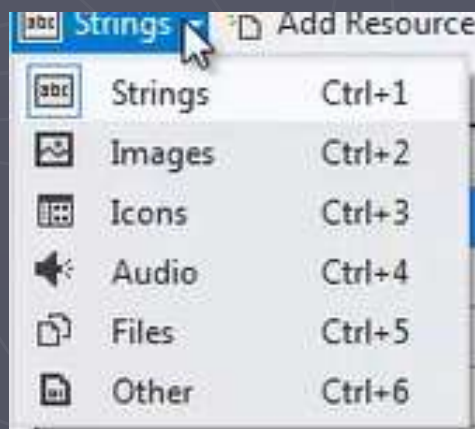 Strings Add Resource
Strings Ctrl+1
Images Ctrl+2
Icons Ctrl+3
Audio Ctrl+4
Files Ctrl+5
Other Ctrl+6